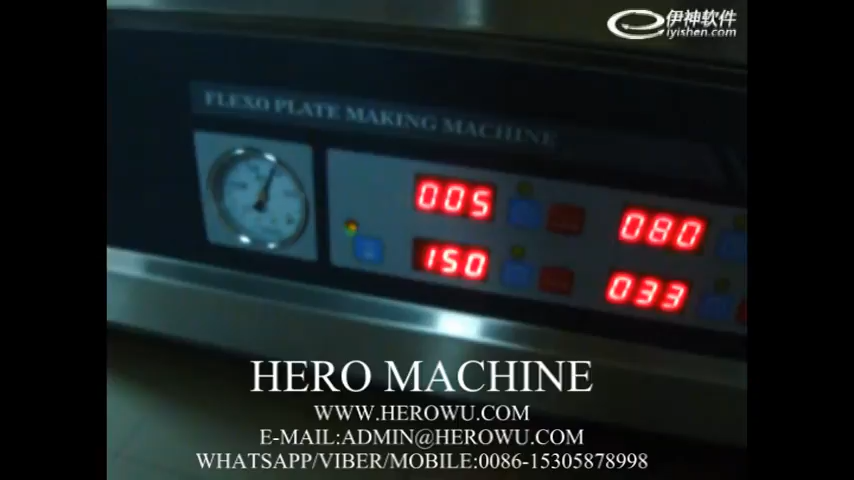 伊神软件
iyishen.com
FLEXO PLATE MAKING MACHINE
005
080
150
033
HERO MACHINE
WWW.HEROWU.COM
E-MAIL:ADMIN@HEROWU.COM
WHATSAPP/VIBER/MOBILE:0086-15305878998